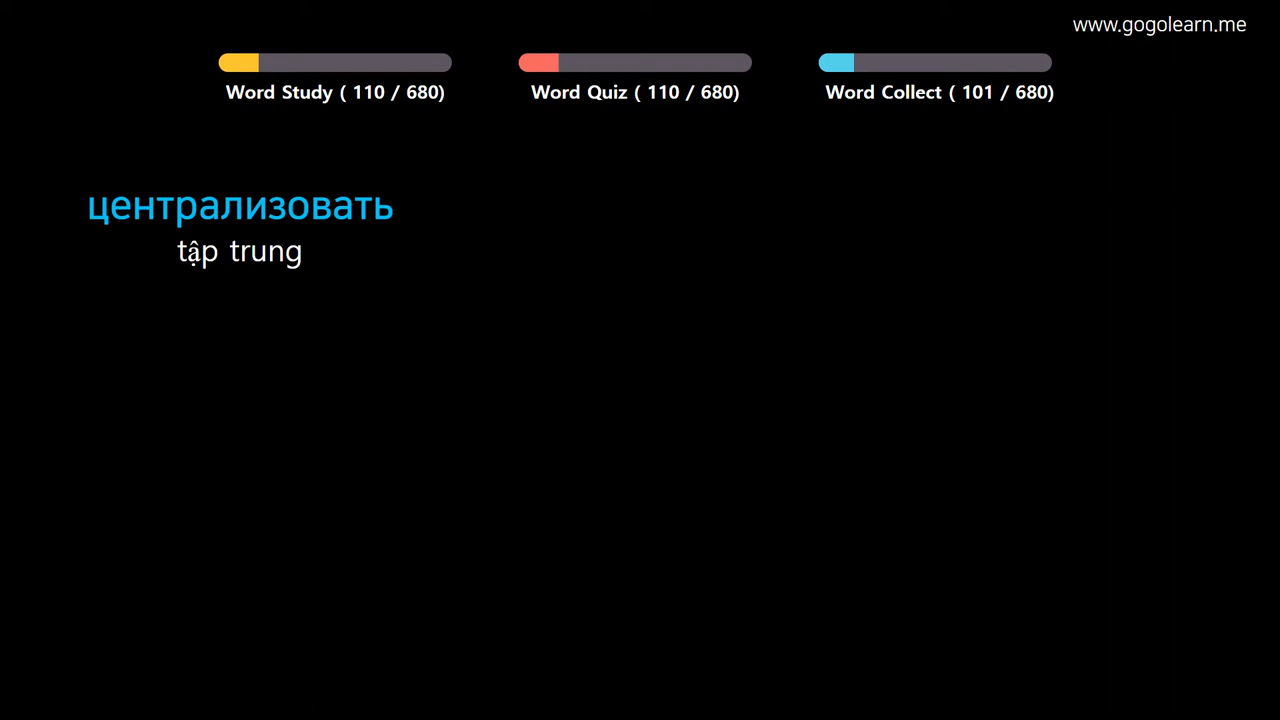 www.gogolearn.me
Word Study ( 110 / 680)
Word Quiz ( 110 / 680)
Word Collect ( 101 / 680)
централизовать
tập trung